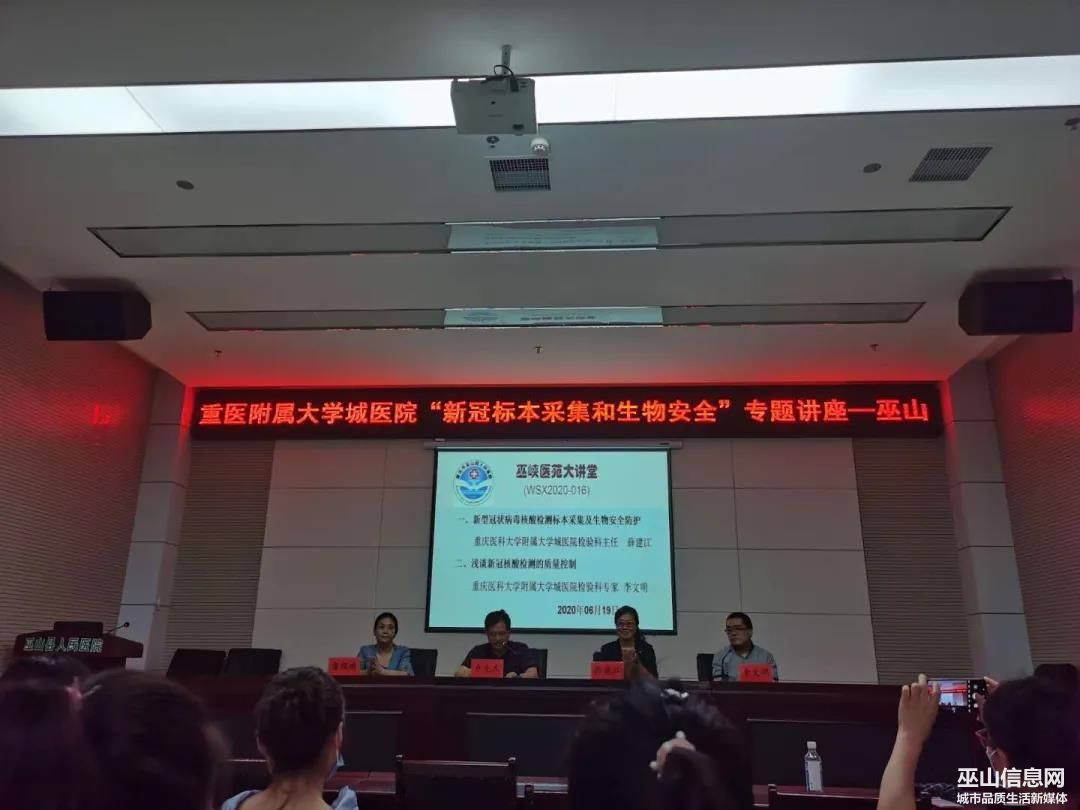 重医附属大学城医院“新冠标本采集和生物安全”专题讲座—巫山
巫峡医苑大讲堂
(WSX2020-016)
一、新型冠状病毒核酸检测标本采集及生物安全防护
重庆医科大学附属大学城医院检验科主任 薛建江
二、浅谈新冠核酸检测的质量控制
重庆医科大学附属大学城医院检验科专家 李文明
2020年06月19日
巫山县人民医院
巫山信息网
城市品质生活新媒体